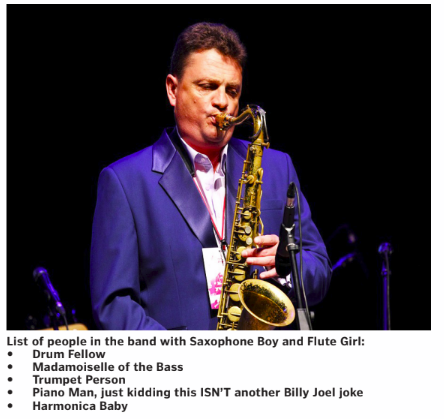 List of people in the band with Saxophone Boy and Flute Girl:
• Drum Fellow
• Madamoiselle of the Bass
• Trumpet Person
• Piano Man, just kidding this ISN'T another Billy Joel joke
• Harmonica Baby